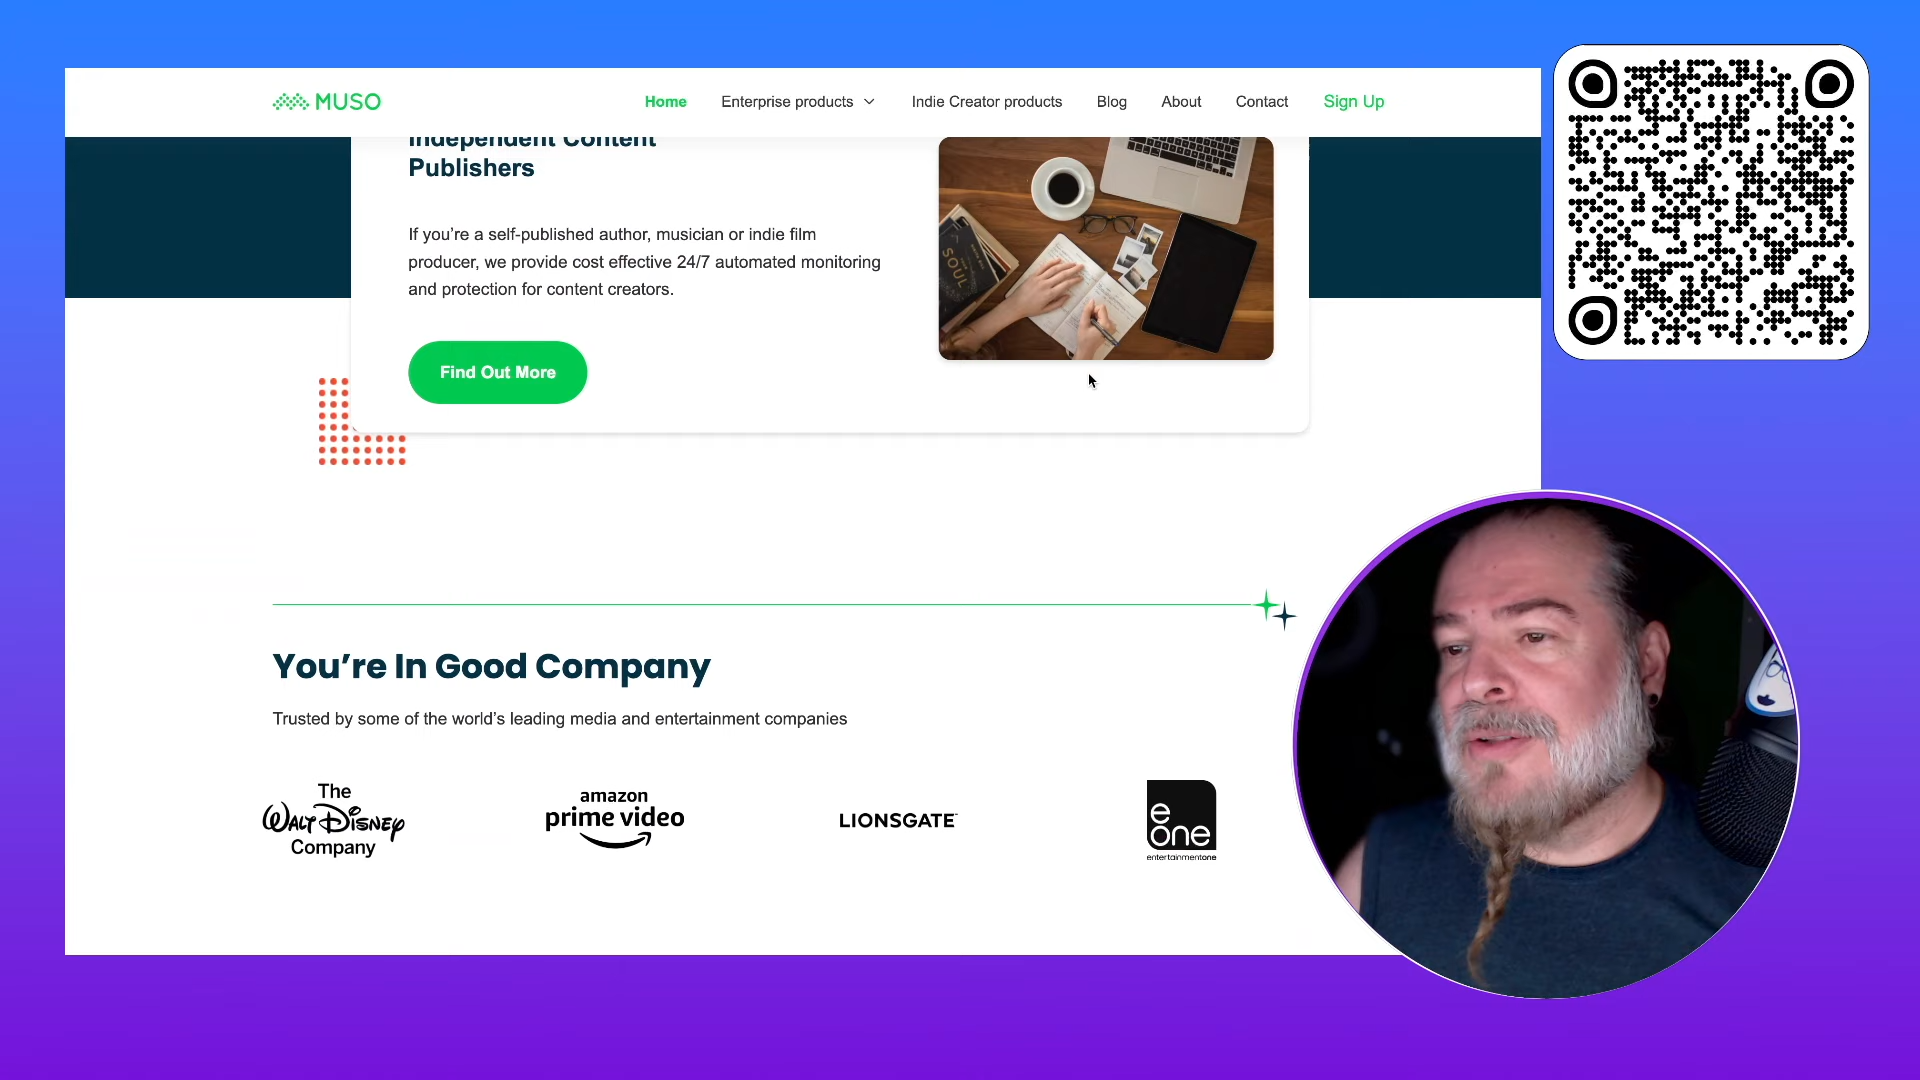 MUSO
Home
Enterprise products
Indie Creator products
Blog
About
Contact
Sign Up
Independent Content
Publishers
If you’re a self-published author, musician or indie film
producer, we provide cost effective 24/7 automated monitoring
and protection for content creators.
Find Out More
SOUL
You’re In Good Company
Trusted by some of the world’s leading media and entertainment companies
The
Walt Disney
Company
amazon
prime video
LIONSGATE
e
one
entertainmentone